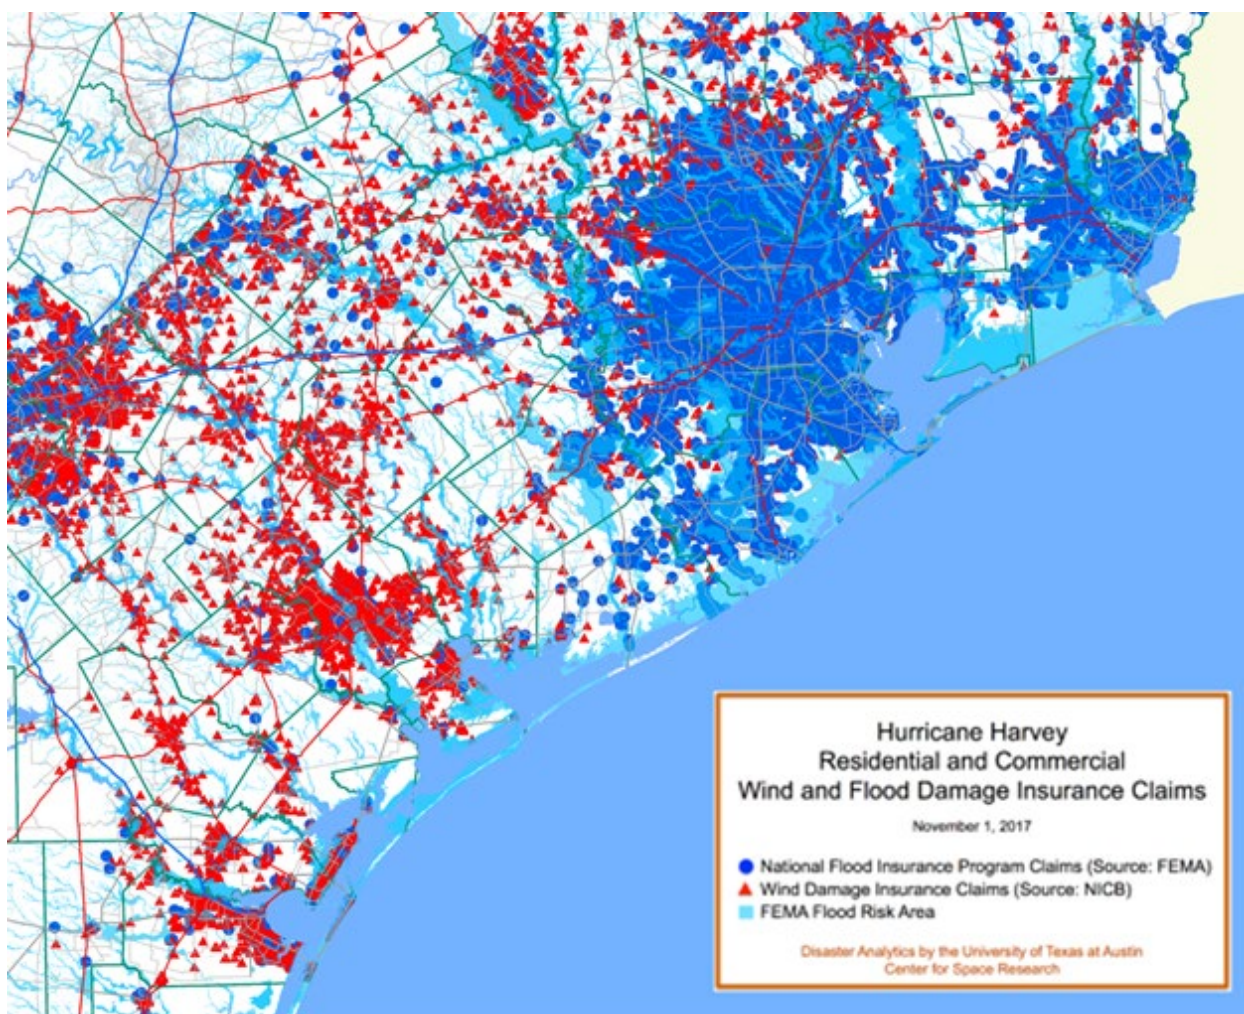 Hurricane Harvey
Residential and Commercial
Wind and Flood Damage Insurance Claims
November 1, 2017
National Flood Insurance Program Claims (Source: FEMA)
Wind Damage Insurance Claims (Source: NICB)
FEMA Flood Risk Area
Disaster Analytics by the University of Texas at Austin
Center for Space Research